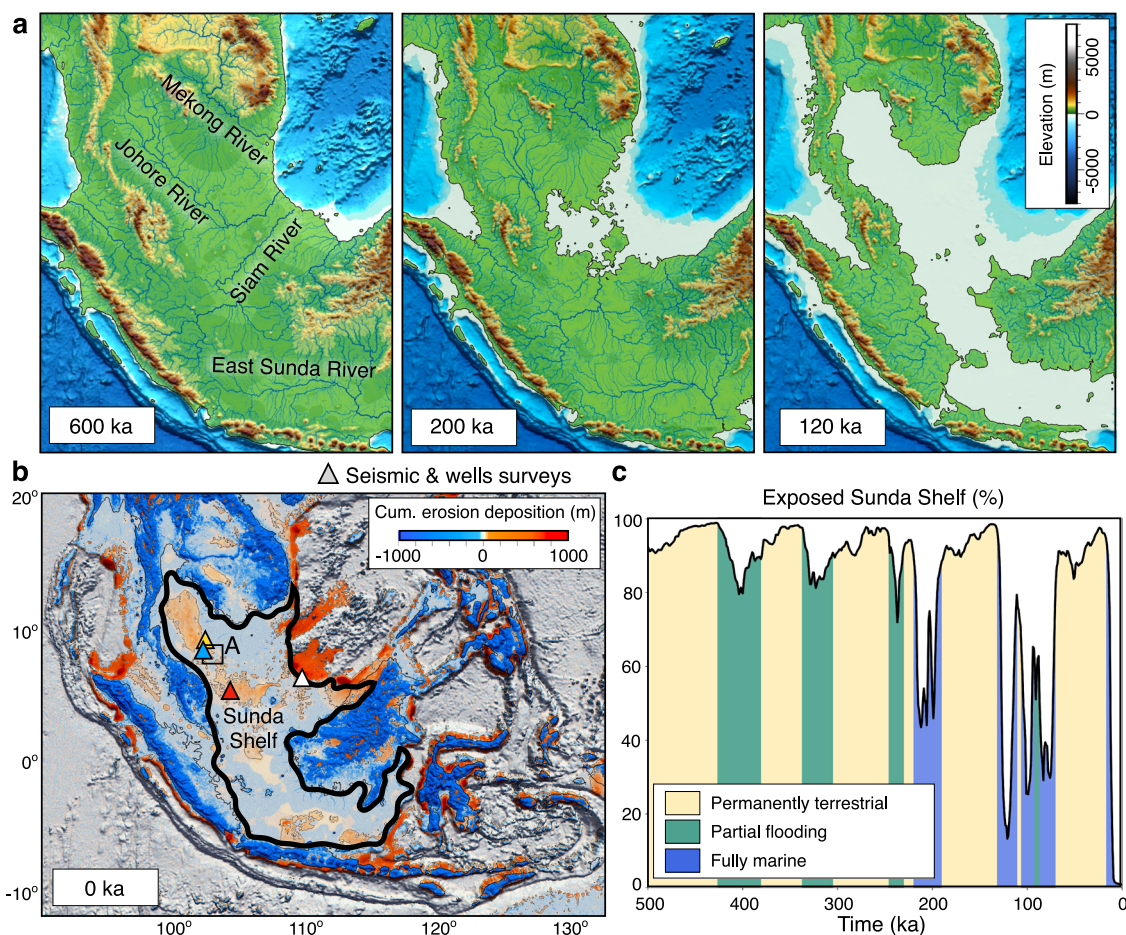 a
Mekong River
Johore River
Siam River
East Sunda River
600 ka
200 ka
120 ka
Elevation (m)
5000
0
-5000
b
Seismic & wells surveys
Cum. erosion deposition (m)
-1000
0
1000
20°
10°
0°
-10°
A
Sunda
Shelf
0 ka
100°
110°
120°
130°
c
Exposed Sunda Shelf (%)
100
80
60
40
20
0
Permanently terrestrial
Partial flooding
Fully marine
500
400
300
200
100
0
Time (ka)